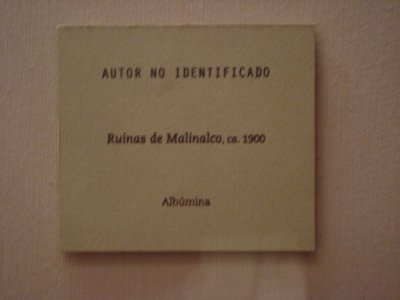 AUTOR NO IDENTIFICADO
Ruinas de Malinalco, ca. 1900
Albúmina